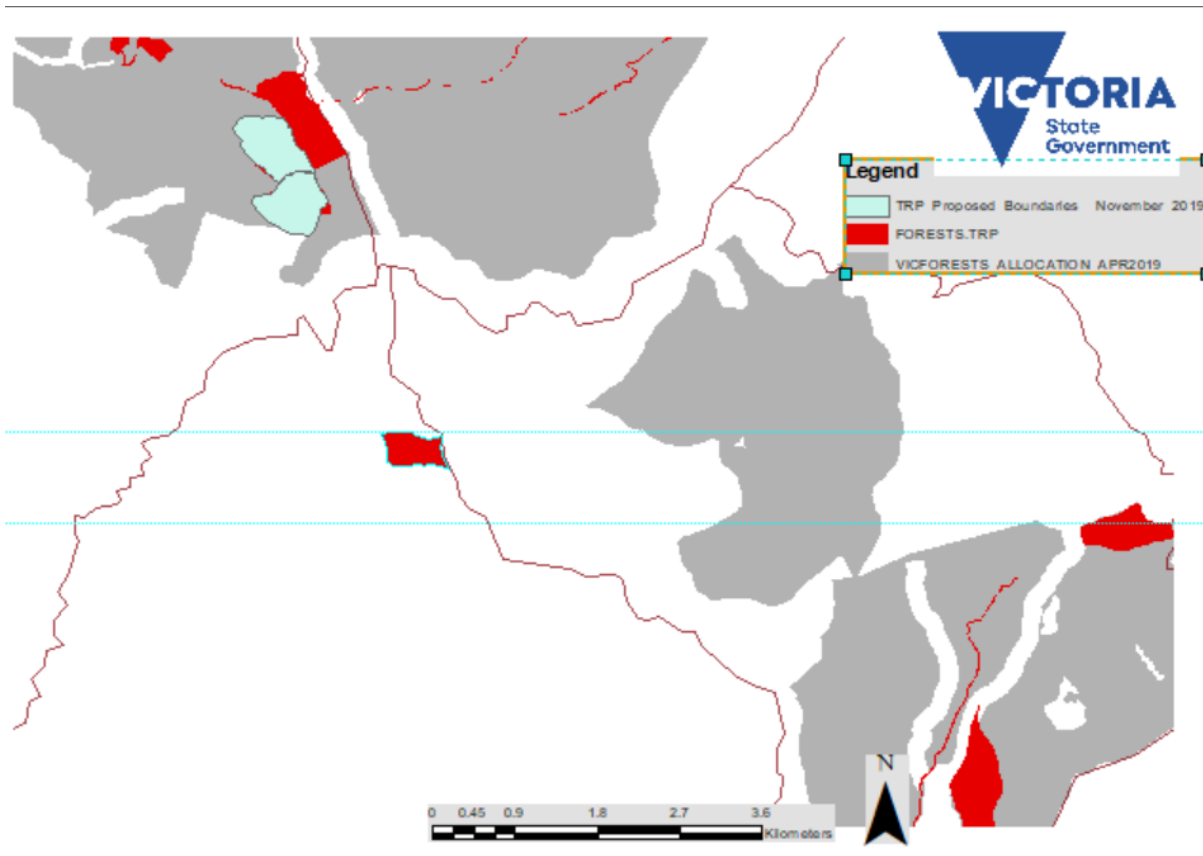 VICTORIA
State
Government
Legend
TRP Proposed Boundaries November 2019
FORESTS.TRP
VICFORESTS ALLOCATION APR2019
N
0 0.45 0.9 1.8 2.7 3.6
Kilometers